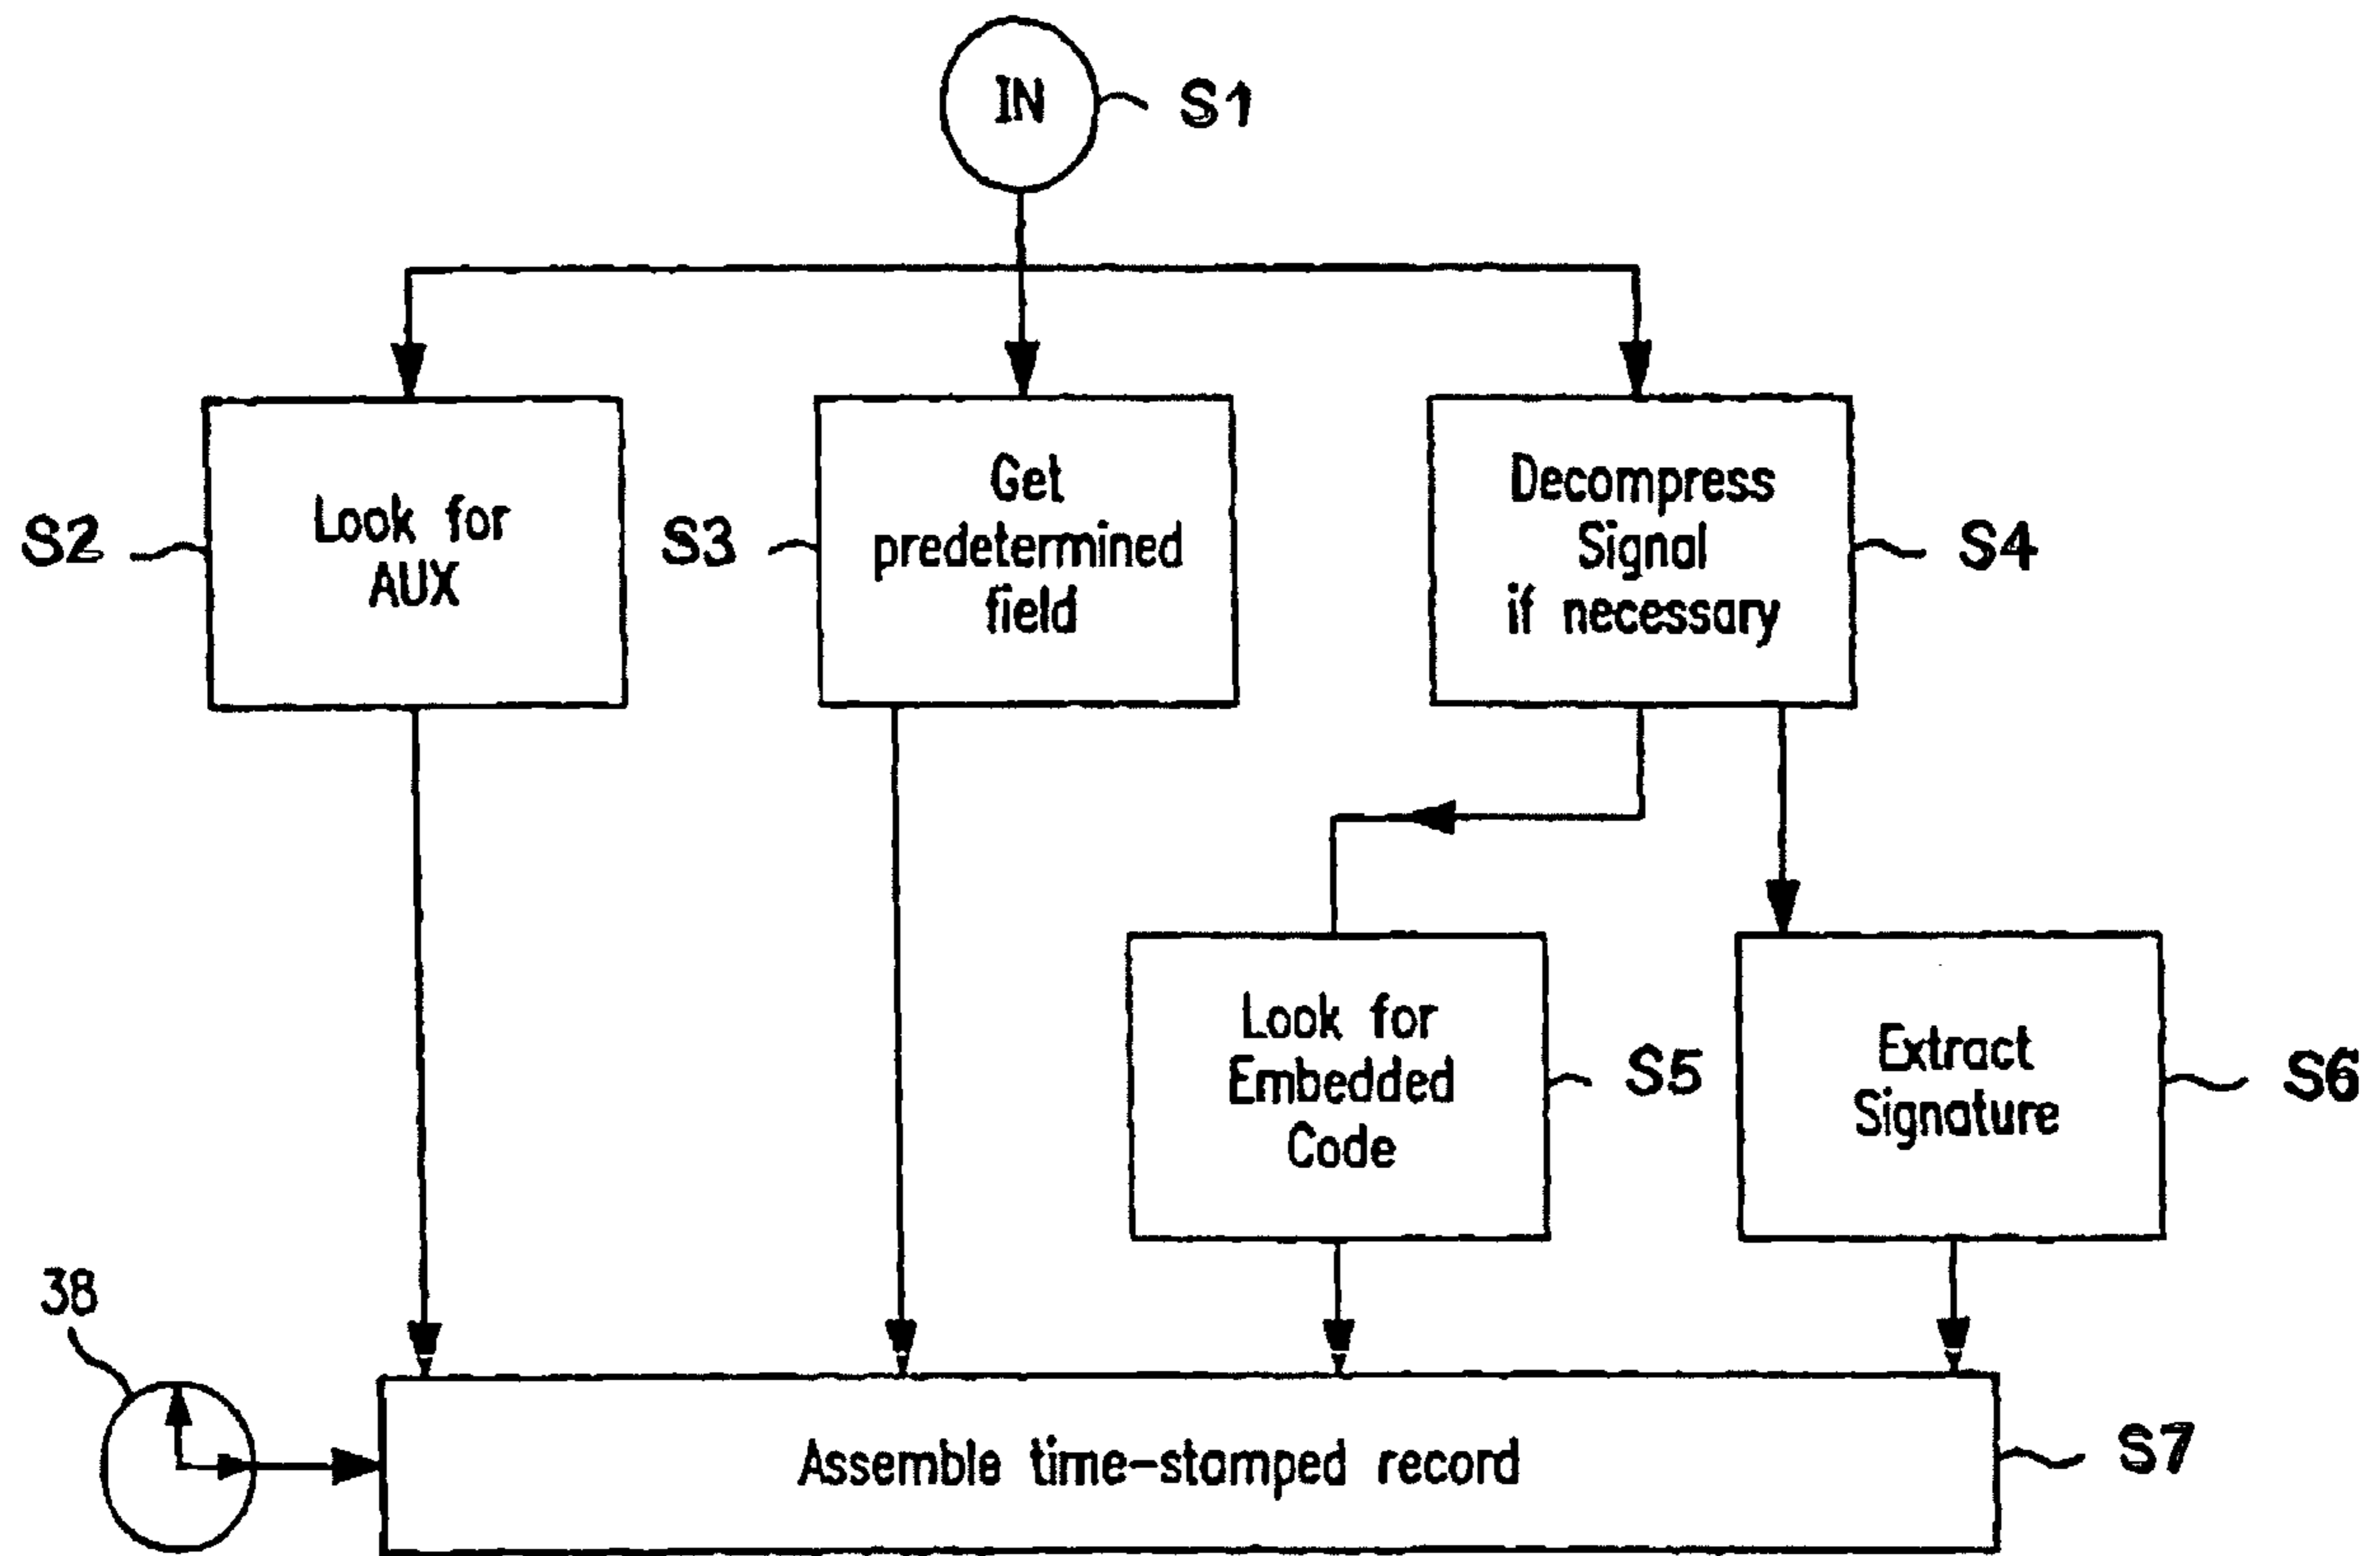 IN
S1
S2
Look for
AUX
S3
Get
predetermined
field
Decompress
Signal
if necessary
S4
Look for
Embedded
Code
S5
Extract
Signature
S6
38
Assemble time-stamped record
S7